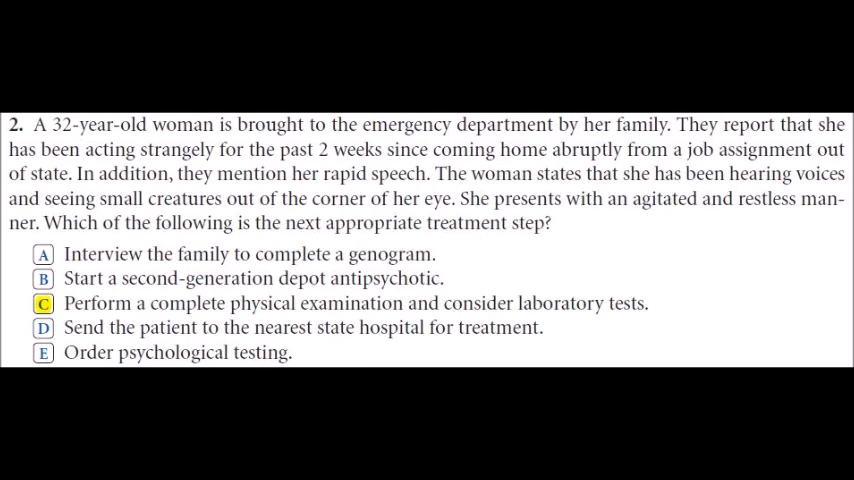 2. A 32-year-old woman is brought to the emergency department by her family. They report that she
has been acting strangely for the past 2 weeks since coming home abruptly from a job assignment out
of state. In addition, they mention her rapid speech. The woman states that she has been hearing voices
and seeing small creatures out of the corner of her eye. She presents with an agitated and restless man-
ner. Which of the following is the next appropriate treatment step?
A Interview the family to complete a genogram.
B Start a second-generation depot antipsychotic.
C Perform a complete physical examination and consider laboratory tests.
D Send the patient to the nearest state hospital for treatment.
E Order psychological testing.